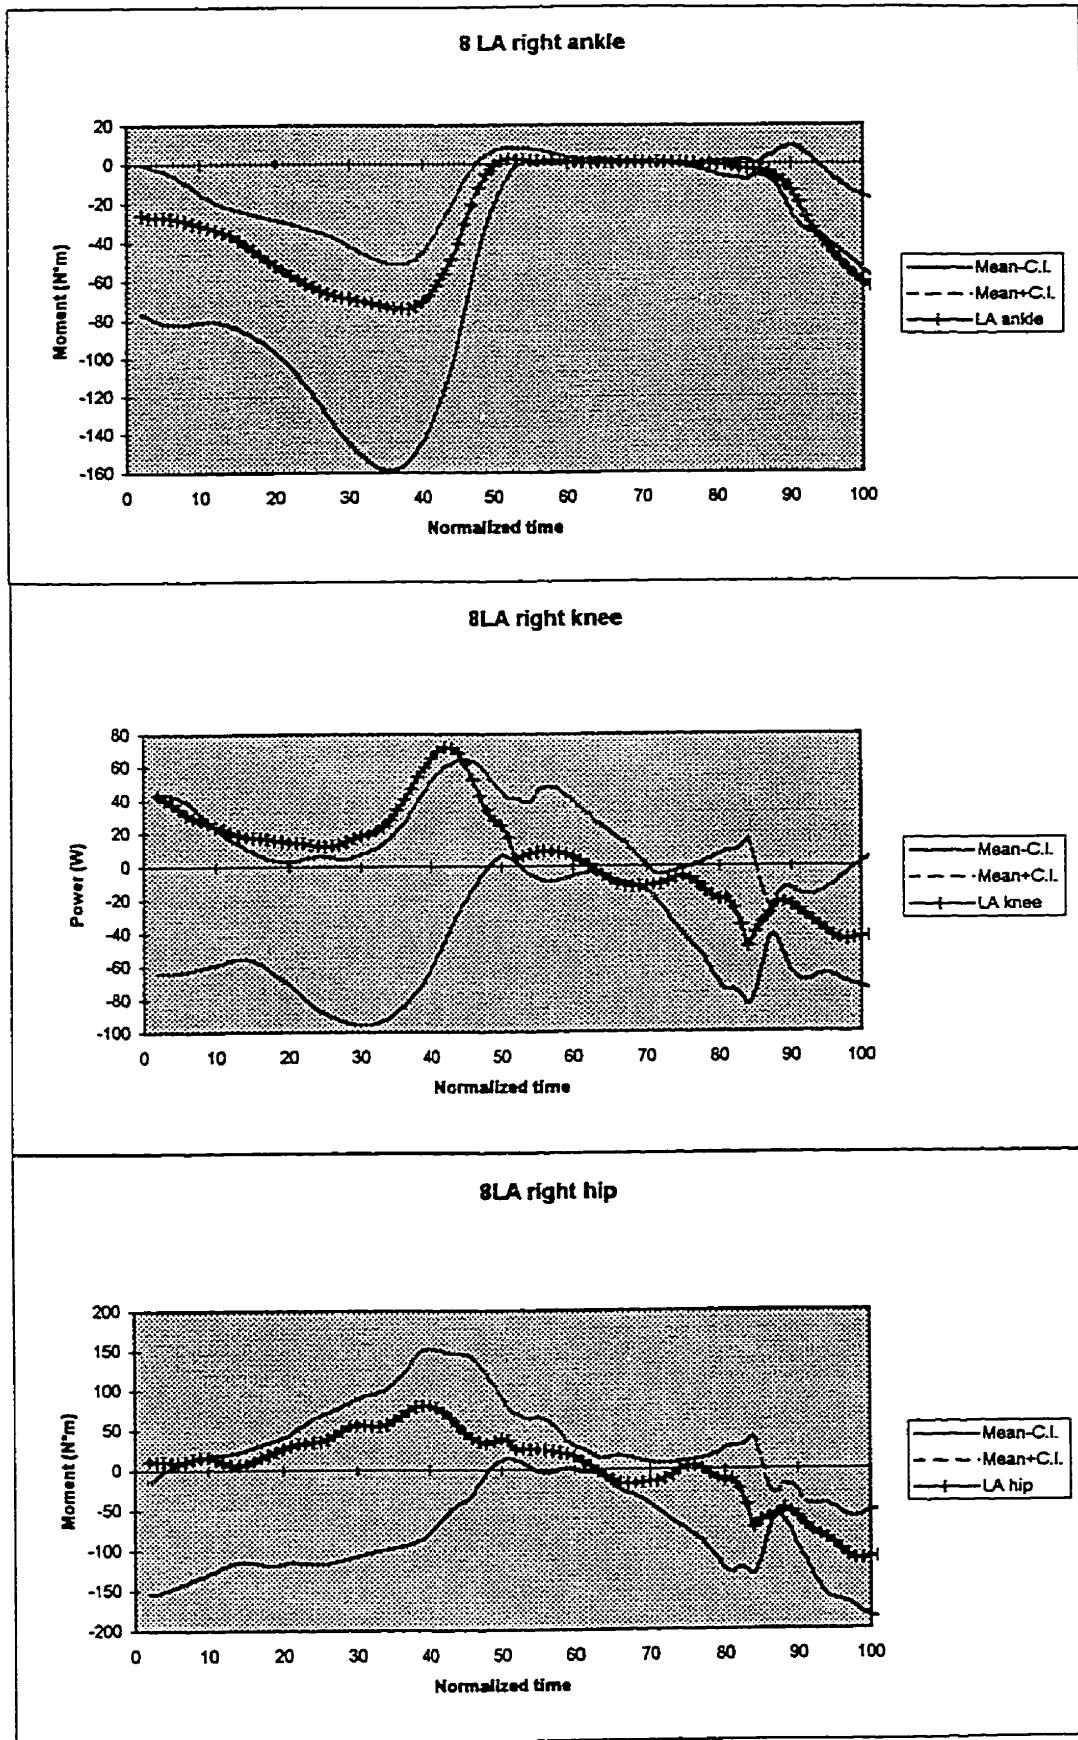 8 LA right ankle
20
0
-20
-40
-60
-80
-100
-120
-140
-160
Moment (N*m)
0 10 20 30 40 50 60 70 80 90 100
Normalized time
Mean-C.I.
Mean+C.I.
LA ankle
8LA right knee
80
60
40
20
0
-20
-40
-60
-80
-100
Power (W)
0 10 20 30 40 50 60 70 80 90 100
Normalized time
Mean-C.I.
Mean+C.I.
LA knee
8LA right hip
200
150
100
50
0
-50
-100
-150
-200
Moment (N*m)
0 10 20 30 40 50 60 70 80 90 100
Normalized time
Mean-C.I.
Mean+C.I.
LA hip